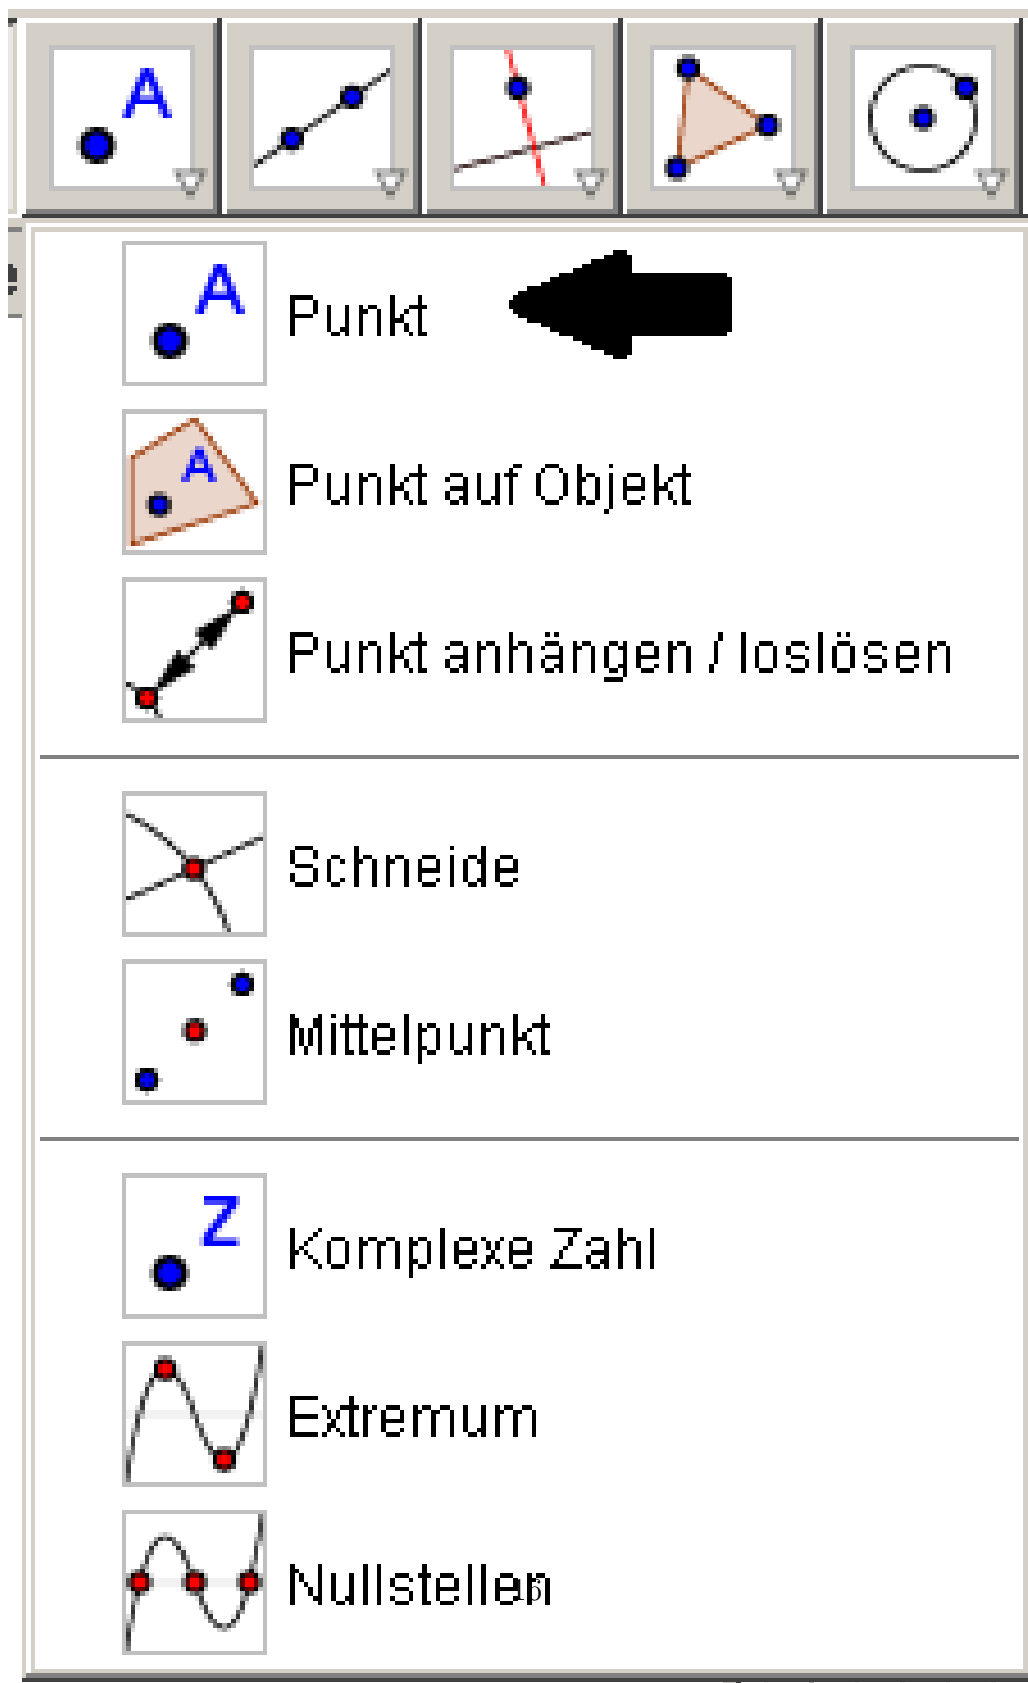 A
A
Punkt
A
Punkt auf Objekt
Punkt anhängen / loslösen
Schneide
Mittelpunkt
Z
Komplexe Zahl
Extremum
Nullstellen